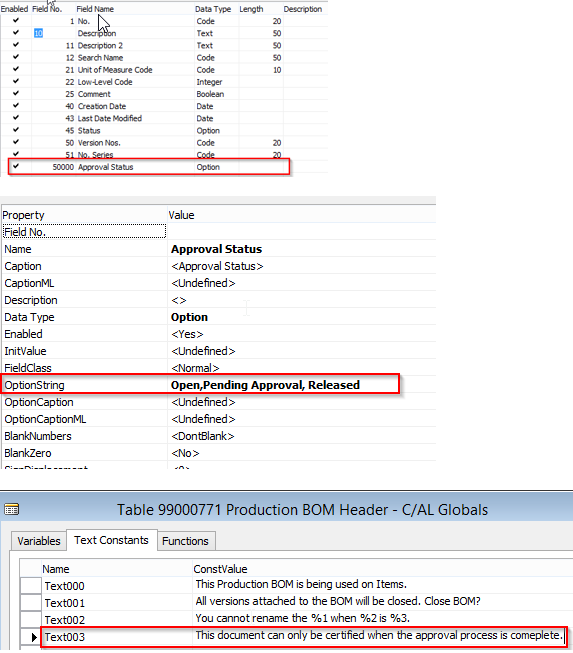 Enabled Field No. Field Name Data Type Length Description
1 No. Code 20
10 Description Text 50
11 Description 2 Text 50
12 Search Name Code 50
21 Unit of Measure Code Code 10
22 Low-Level Code Integer
25 Comment Boolean
40 Creation Date Date
43 Last Date Modified Date
45 Status Option
50 Version Nos. Code 20
51 No. Series Code 20
50000 Approval Status Option
Property Value
Field No.
Name Approval Status
Caption <Approval Status>
CaptionML <Undefined>
Description <>
Data Type Option
Enabled <Yes>
InitValue <Undefined>
FieldClass <Normal>
OptionString Open,Pending Approval, Released
OptionCaption <Undefined>
OptionCaptionML <Undefined>
BlankNumbers <DontBlank>
BlankZero <No>
SignDisplacement <0>
Table 99000771 Production BOM Header - C/AL Globals
Variables Text Constants Functions
Name ConstValue
Text000 This Production BOM is being used on Items.
Text001 All versions attached to the BOM will be closed. Close BOM?
Text002 You cannot rename the %1 when %2 is %3.
Text003 This document can only be certified when the approval process is comeplete.